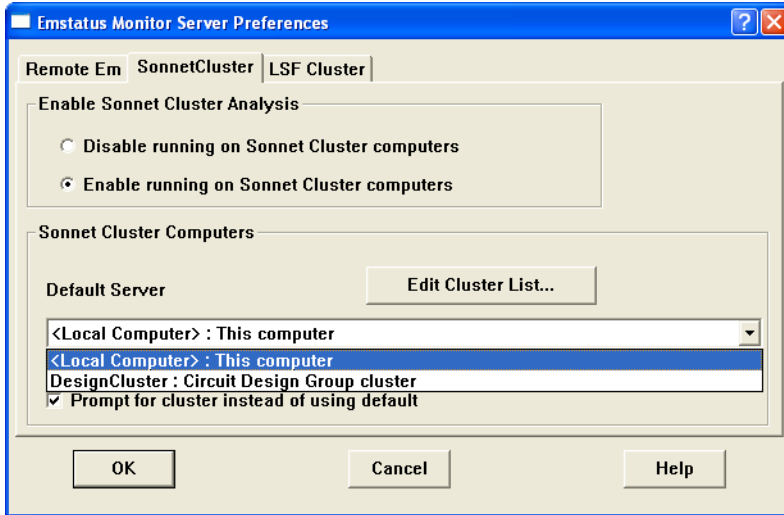 Emstatus Monitor Server Preferences
Remote Em SonnetCluster LSF Cluster
Enable Sonnet Cluster Analysis
Disable running on Sonnet Cluster computers
Enable running on Sonnet Cluster computers
Sonnet Cluster Computers
Default Server Edit Cluster List...
<Local Computer> : This computer
<Local Computer> : This computer
DesignCluster : Circuit Design Group cluster
Prompt for cluster instead of using default
OK Cancel Help